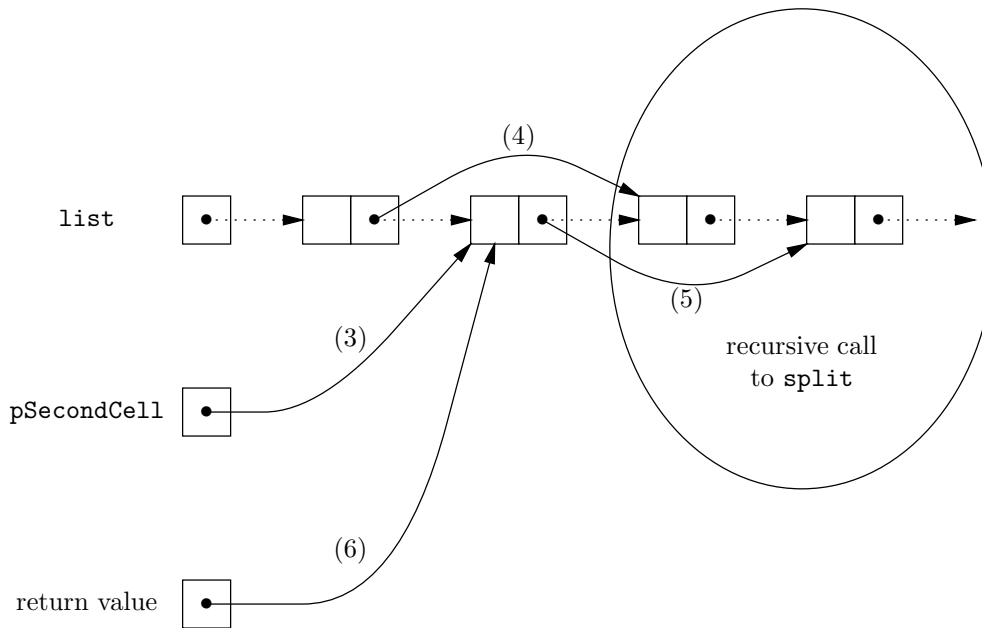 (4)
list
(5)
(3)
recursive call
to split
pSecondCell
(6)
return value